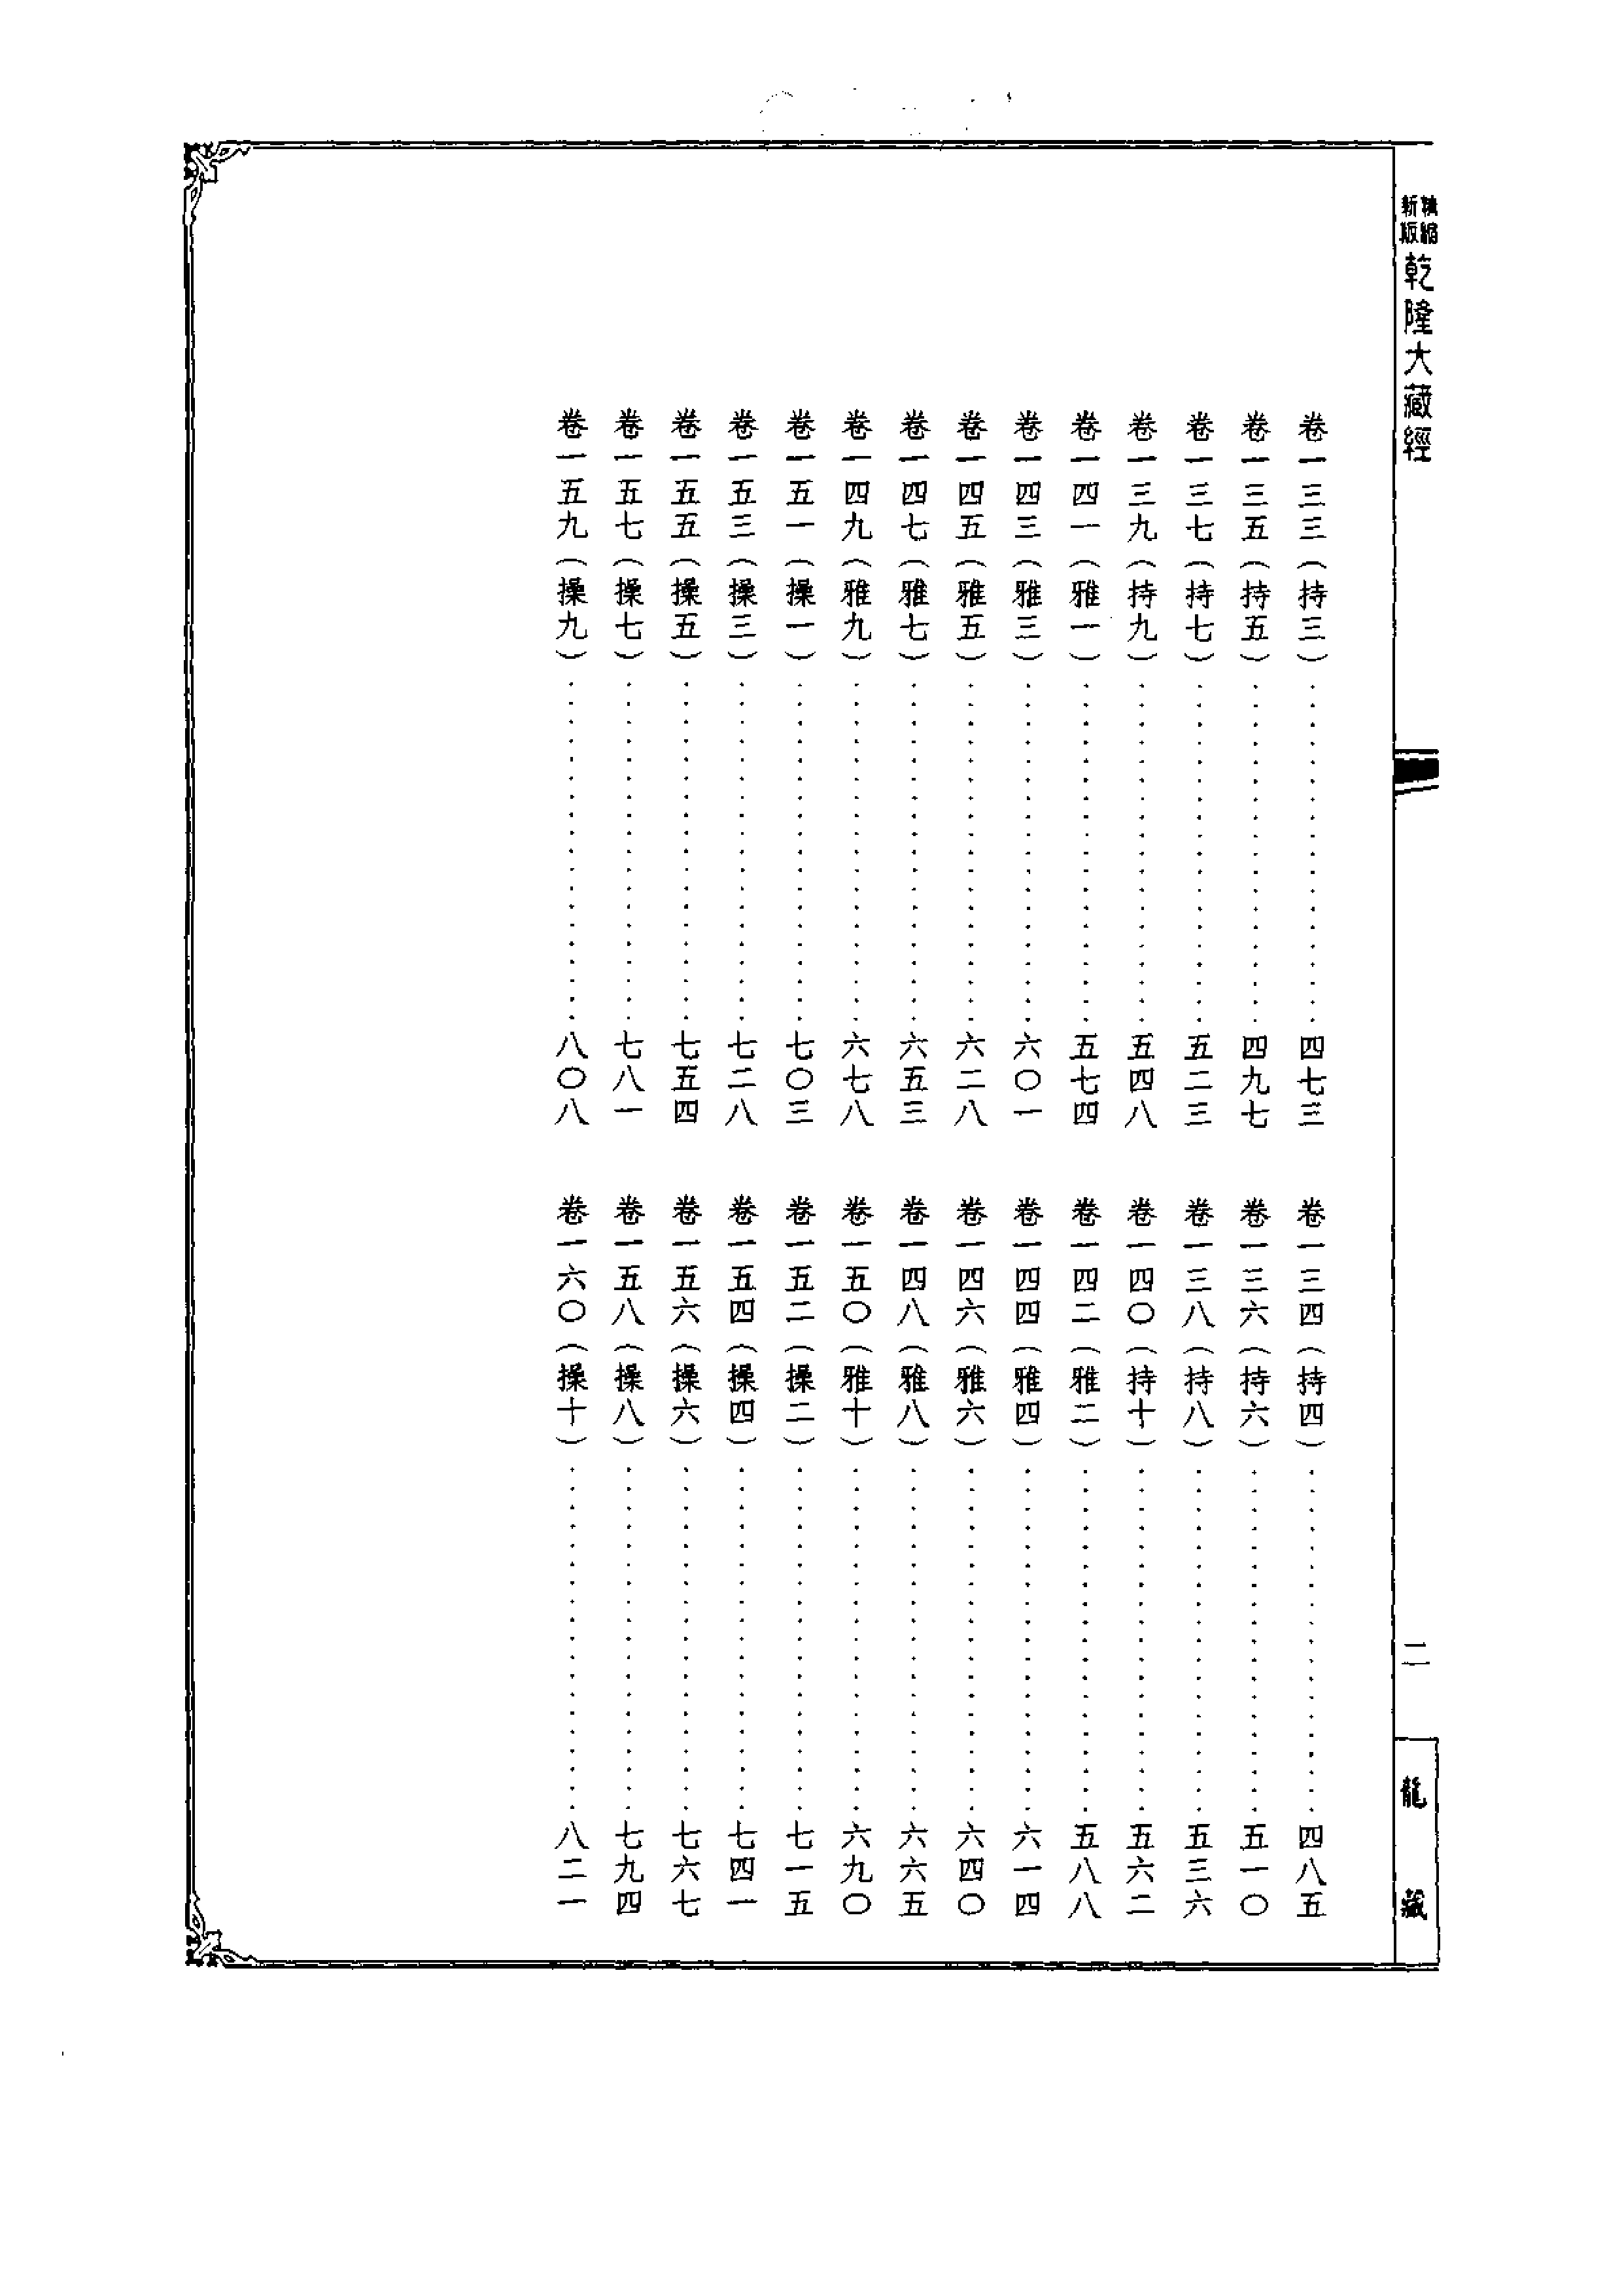 精縮
新版
乾隆大藏經
二
龍藏
卷一三三（持三）………………四七三
卷一三四（持四）………………四八五
卷一三五（持五）………………四九七
卷一三六（持六）………………五一〇
卷一三七（持七）………………五二三
卷一三八（持八）………………五三六
卷一三九（持九）………………五四八
卷一四〇（持十）………………五六二
卷一四一（雅一）………………五七四
卷一四二（雅二）………………五八八
卷一四三（雅三）………………六〇一
卷一四四（雅四）………………六一四
卷一四五（雅五）………………六二八
卷一四六（雅六）………………六四〇
卷一四七（雅七）………………六五三
卷一四八（雅八）………………六六五
卷一四九（雅九）………………六七八
卷一五〇（雅十）………………六九〇
卷一五一（操一）………………七〇三
卷一五二（操二）………………七一五
卷一五三（操三）………………七二八
卷一五四（操四）………………七四一
卷一五五（操五）………………七五四
卷一五六（操六）………………七六七
卷一五七（操七）………………七八一
卷一五八（操八）………………七九四
卷一五九（操九）………………八〇八
卷一六〇（操十）………………八二一